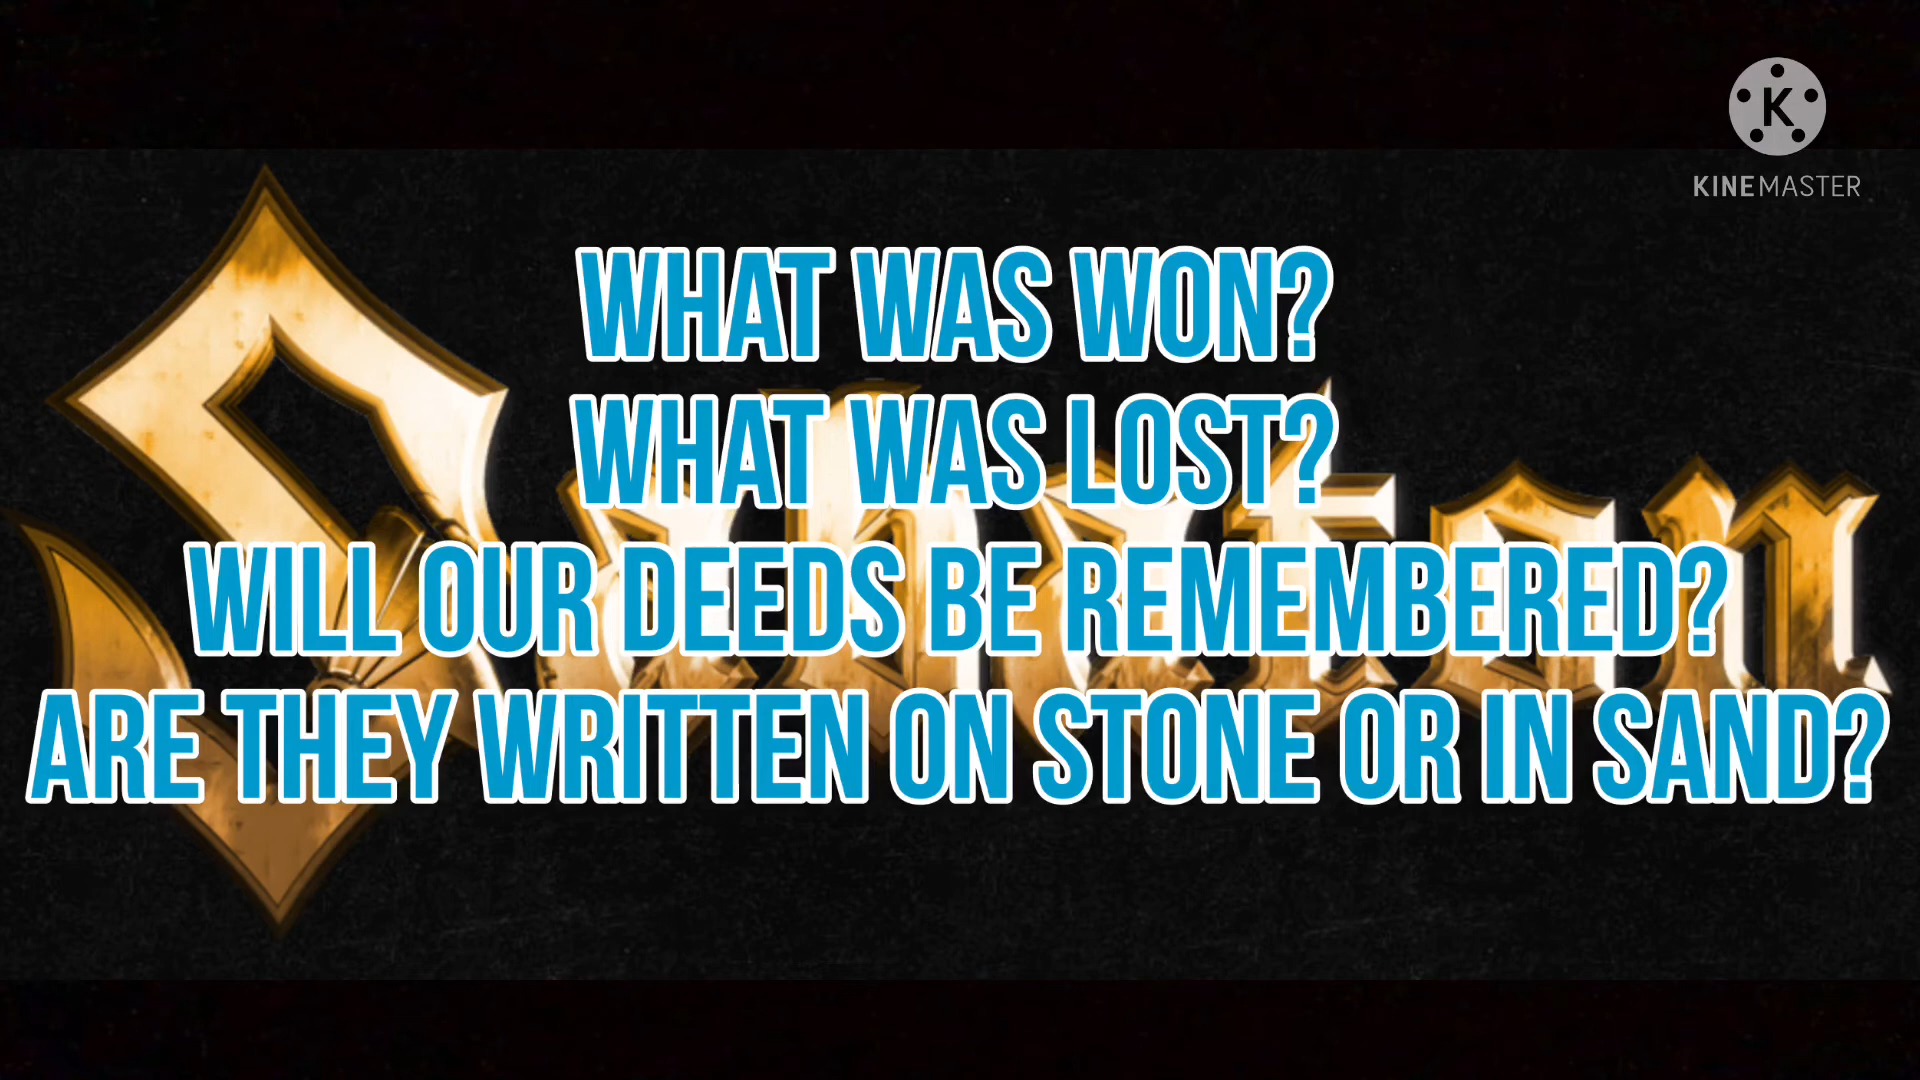 K
KINEMASTER
Sabaton
WHAT WAS WON?
WHAT WAS LOST?
WILL OUR DEEDS BE REMEMBERED?
ARE THEY WRITTEN ON STONE OR IN SAND?